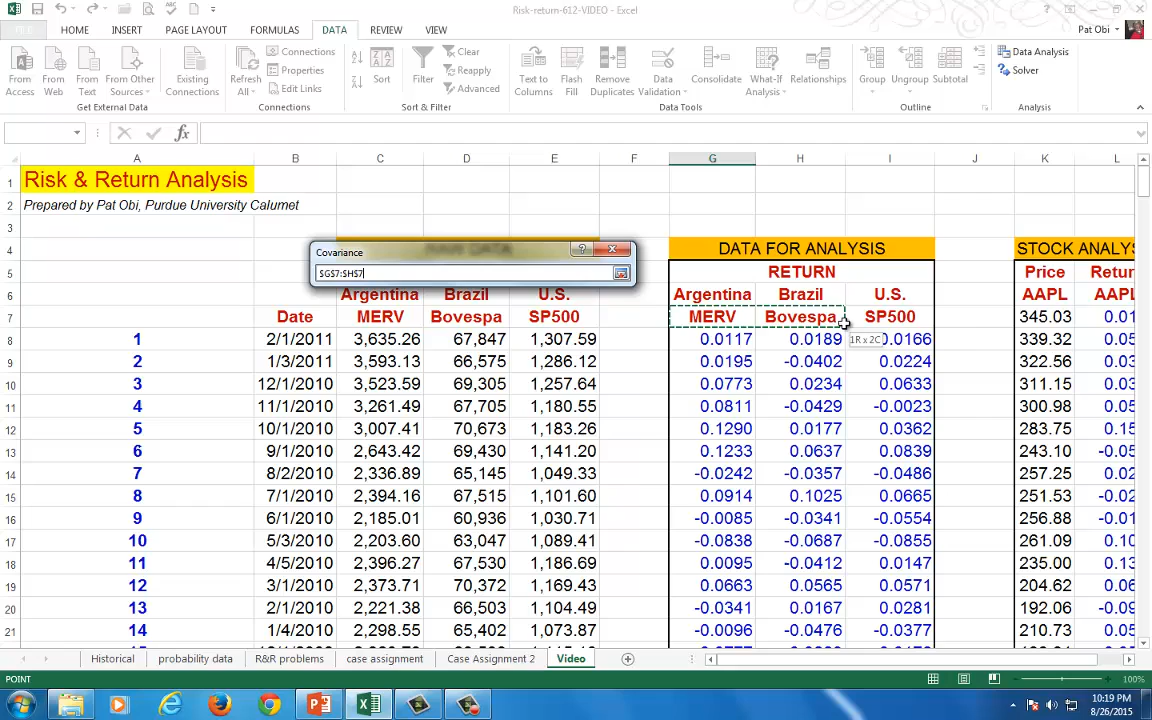 Risk-return-612-VIDEO - Excel
HOME INSERT PAGE LAYOUT FORMULAS DATA REVIEW VIEW Pat Obi
From Access From Web From Text From Other Sources Existing Connections Refresh All Connections Properties Edit Links Sort Filter Clear Reapply Advanced Text to Columns Flash Fill Remove Duplicates Data Validation Consolidate What-If Analysis Relationships Group Ungroup Subtotal Data Analysis Solver
Get External Data Connections Sort & Filter Data Tools Outline Analysis
fx
A B C D E F G H I J K L
1 Risk & Return Analysis
2 Prepared by Pat Obi, Purdue University Calumet
3
4 RAW DATA DATA FOR ANALYSIS STOCK ANALYS
Covariance
$G$7:$H$7
5 RETURN Price Return
6 Argentina Brazil U.S. Argentina Brazil U.S. AAPL AAPL
7 Date MERV Bovespa SP500 MERV Bovespa SP500 345.03 0.01
1R x 2C
8 1 2/1/2011 3,635.26 67,847 1,307.59 0.0117 0.0189 0.0166 339.32 0.05
9 2 1/3/2011 3,593.13 66,575 1,286.12 0.0195 -0.0402 0.0224 322.56 0.03
10 3 12/1/2010 3,523.59 69,305 1,257.64 0.0773 0.0234 0.0633 311.15 0.03
11 4 11/1/2010 3,261.49 67,705 1,180.55 0.0811 -0.0429 -0.0023 300.98 0.05
12 5 10/1/2010 3,007.41 70,673 1,183.26 0.1290 0.0177 0.0362 283.75 0.15
13 6 9/1/2010 2,643.42 69,430 1,141.20 0.1233 0.0637 0.0839 243.10 -0.05
14 7 8/2/2010 2,336.89 65,145 1,049.33 -0.0242 -0.0357 -0.0486 257.25 0.02
15 8 7/1/2010 2,394.16 67,515 1,101.60 0.0914 0.1025 0.0665 251.53 -0.02
16 9 6/1/2010 2,185.01 60,936 1,030.71 -0.0085 -0.0341 -0.0554 256.88 -0.01
17 10 5/3/2010 2,203.60 63,047 1,089.41 -0.0838 -0.0687 -0.0855 261.09 0.10
18 11 4/5/2010 2,396.27 67,530 1,186.69 0.0095 -0.0412 0.0147 235.00 0.13
19 12 3/1/2010 2,373.71 70,372 1,169.43 0.0663 0.0565 0.0571 204.62 0.06
20 13 2/1/2010 2,221.38 66,503 1,104.49 -0.0341 0.0167 0.0281 192.06 -0.09
21 14 1/4/2010 2,298.55 65,402 1,073.87 -0.0096 -0.0476 -0.0377 210.73 0.05
Historical probability data R&R problems case assignment Case Assignment 2 Video
POINT 100%
10:19 PM
8/26/2015